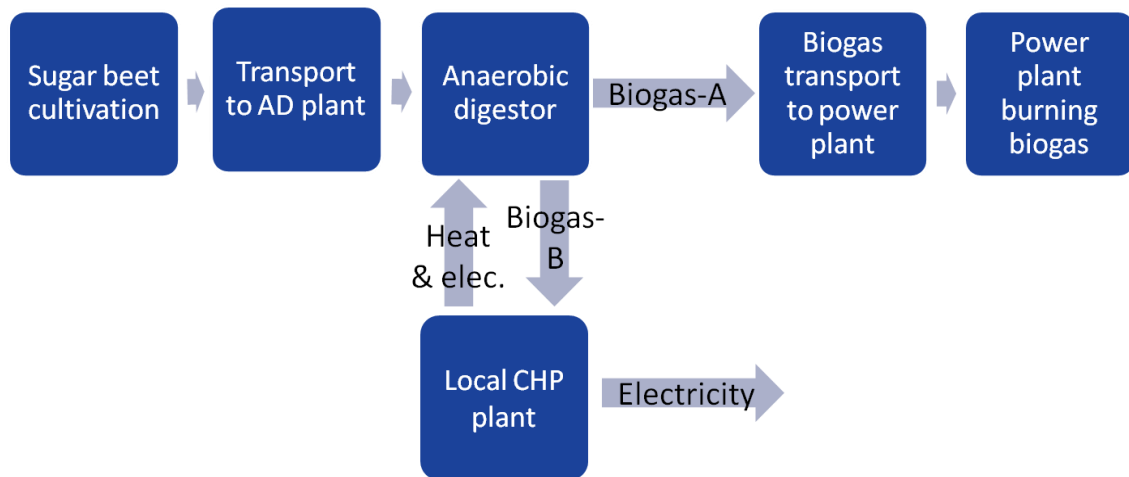 Sugar beet
cultivation
Transport
to AD plant
Anaerobic
digestor
Biogas-A
Biogas
transport
to power
plant
Power
plant
burning
biogas
Heat
& elec.
Biogas-
B
Local CHP
plant
Electricity